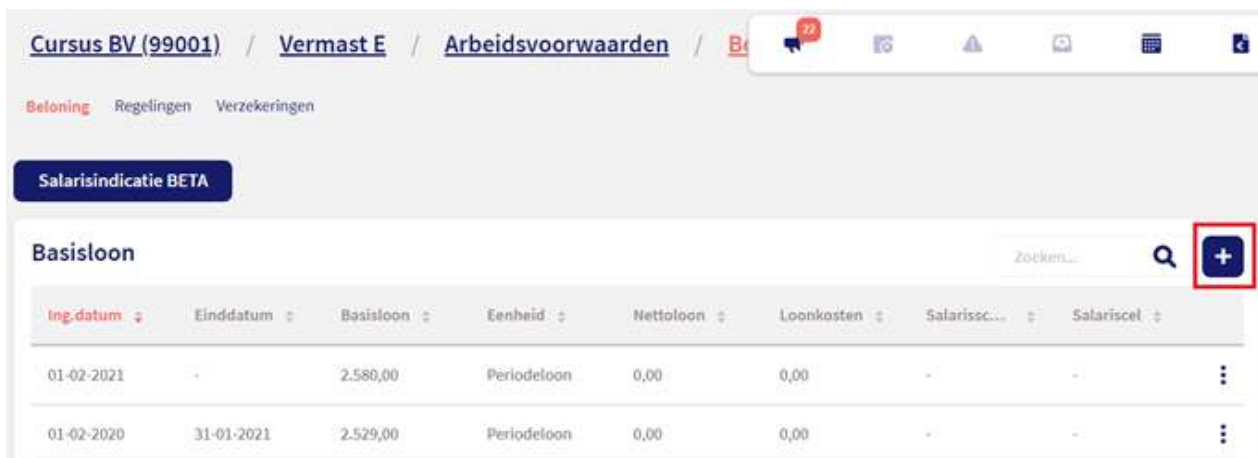 Cursus BV (99001) / Vermast E / Arbeidsvoorwaarden / Be
22
Beloning Regelingen Verzekeringen
Salarisindicatie BETA
Basisloon
Zoeken...
Ing.datum Einddatum Basisloon Eenheid Nettoloon Loonkosten Salarissc... Salariscel
01-02-2021 - 2.580,00 Periodeloon 0,00 0,00 - -
01-02-2020 31-01-2021 2.529,00 Periodeloon 0,00 0,00 - -